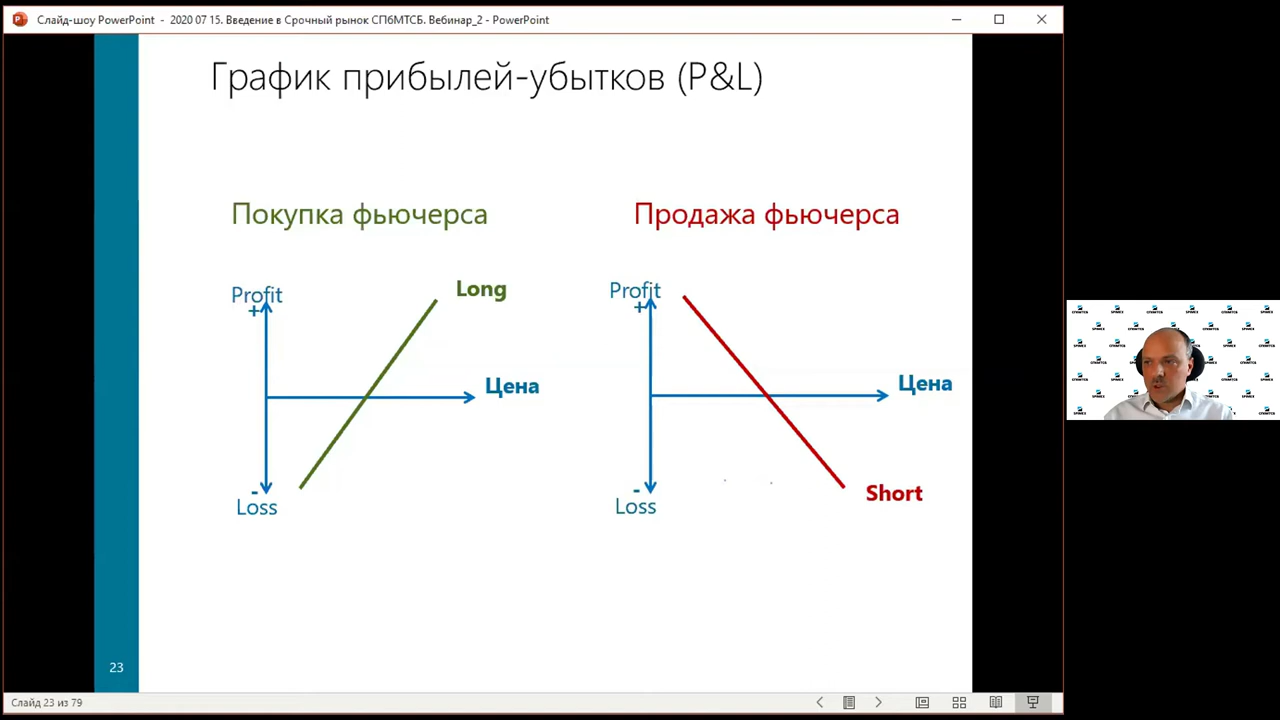 Слайд-шоу PowerPoint - 2020 07 15. Введение в Срочный рынок СПбМТСБ. Вебинар_2 - PowerPoint
График прибылей-убытков (P&L)
Покупка фьючерса
Продажа фьючерса
Profit
+
Long
Цена
-
Loss
Profit
+
Цена
-
Loss
Short
23
Слайд 23 из 79